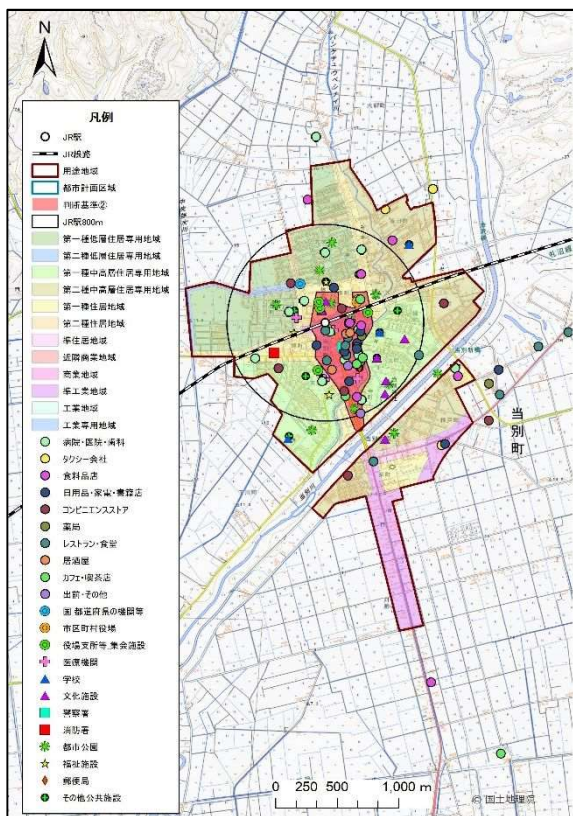 N
凡例
JR駅
JR線路
用途地域
都市計画区域
判断基準②
JR駅800m
第一種低層住居専用地域
第二種低層住居専用地域
第一種中高層住居専用地域
第二種中高層住居専用地域
第一種住居地域
第二種住居地域
準住居地域
近隣商業地域
商業地域
準工業地域
工業地域
工業専用地域
病院・医院・歯科
タクシー会社
食料品店
日用品・家電・書籍店
コンビニエンスストア
薬局
レストラン・食堂
居酒屋
カフェ・喫茶店
出前・その他
国 都道府県の機関等
市区町村役場
役場支所等,集会施設
医療機関
学校
文化施設
警察署
消防署
都市公園
福祉施設
郵便局
その他公共施設
札沼線
当別町
当別川
0 250 500 1,000 m
© 国土地理院